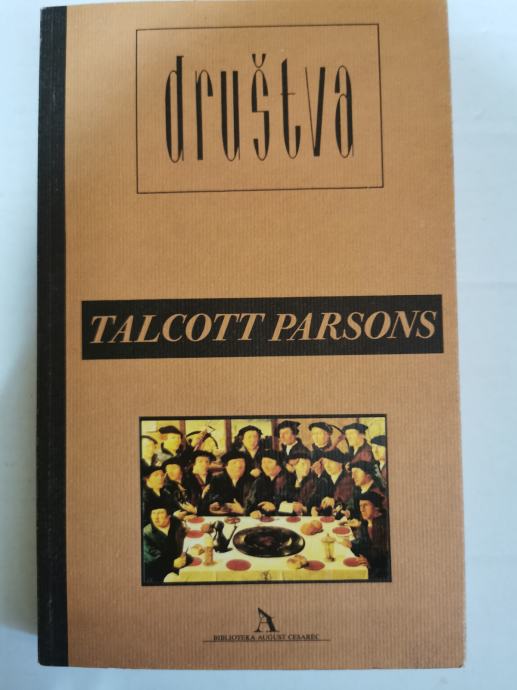 društva
TALCOTT PARSONS
A
BIBLIOTEKA AUGUST CESAREC